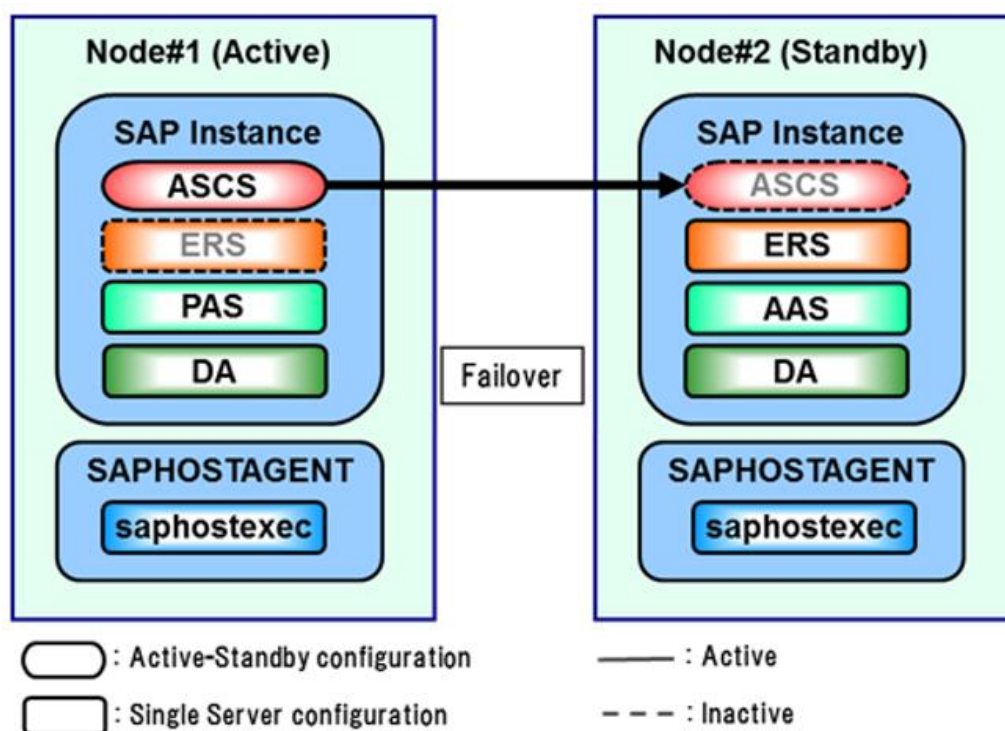 Node#1 (Active)
SAP Instance
ASCS
ERS
PAS
DA
SAPHOSTAGENT
saphostexec
Failover
Node#2 (Standby)
SAP Instance
ASCS
ERS
AAS
DA
SAPHOSTAGENT
saphostexec
: Active-Standby configuration
: Single Server configuration
: Active
: Inactive